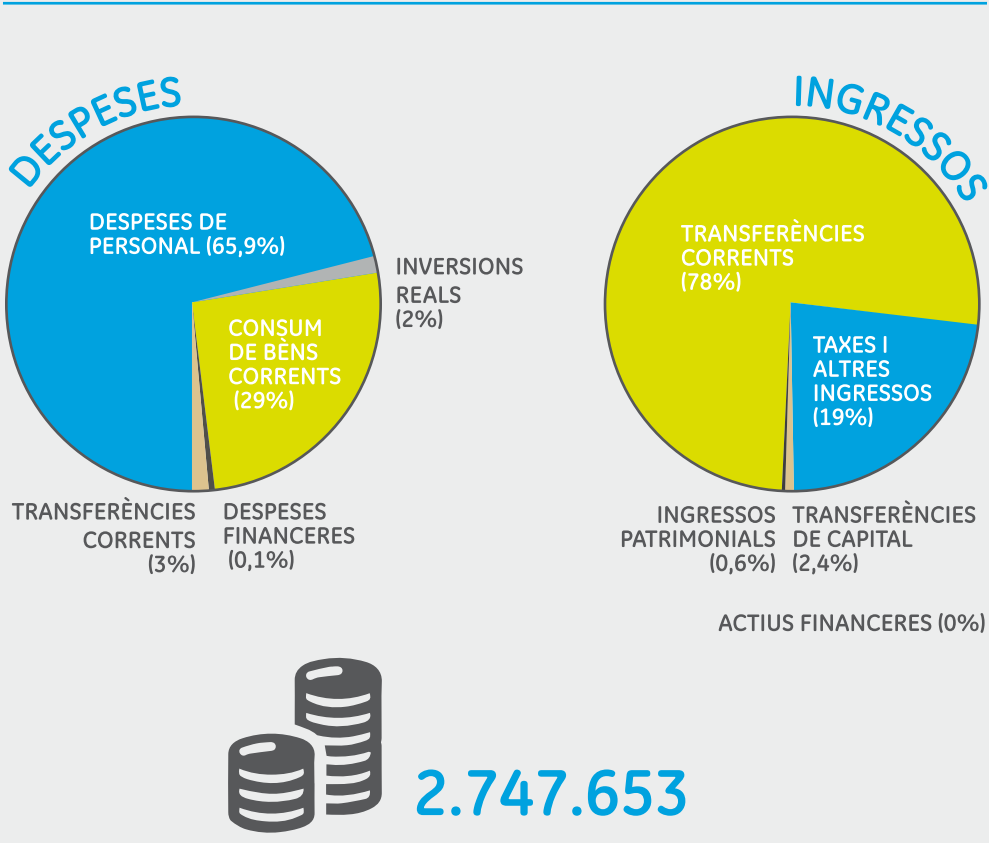 DESPESES
DESPESES DE
PERSONAL (65,9%)
INVERSIONS
REALS
(2%)
CONSUM
DE BÈNS
CORRENTS
(29%)
TRANSFERÈNCIES
CORRENTS
(3%)
DESPESES
FINANCERES
(0,1%)
INGRESSOS
TRANSFERÈNCIES
CORRENTS
(78%)
TAXES I
ALTRES
INGRESSOS
(19%)
INGRESSOS
PATRIMONIALS
(0,6%)
TRANSFERÈNCIES
DE CAPITAL
(2,4%)
ACTIUS FINANCERES (0%)
2.747.653